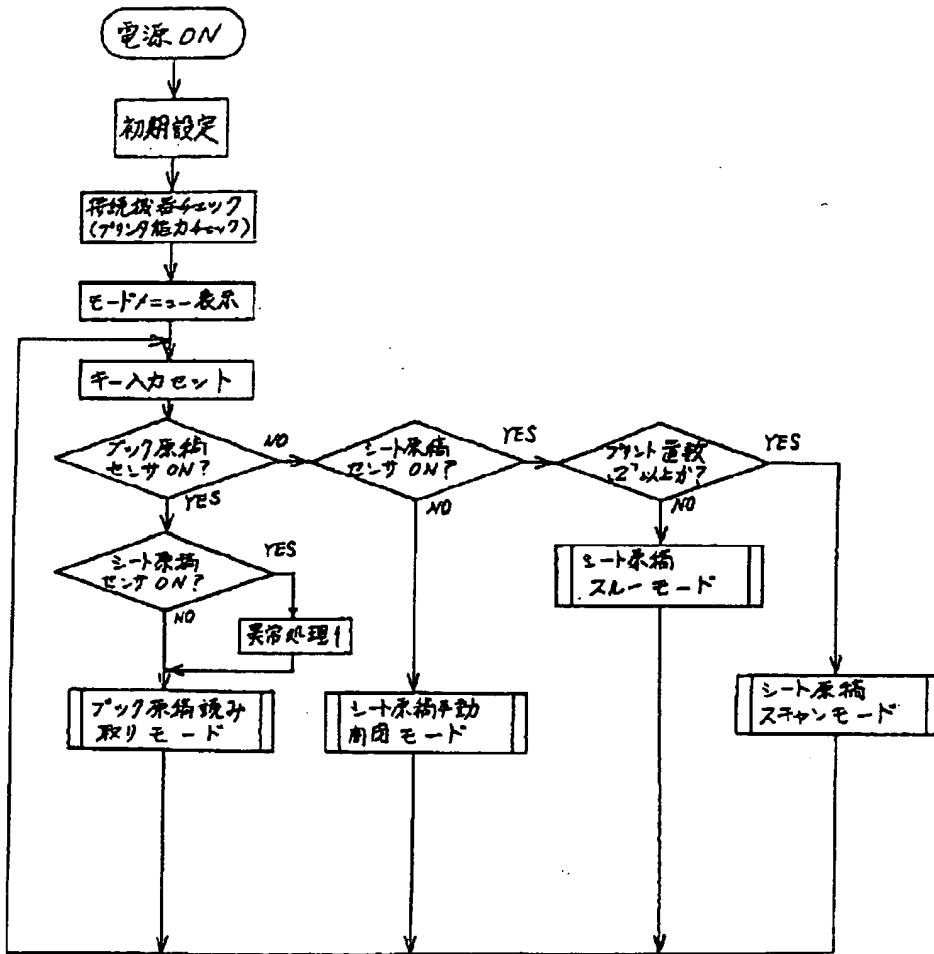 電源 ON
初期設定
接続機器チェック
(プリンタ能力チェック)
モードメニュー表示
キー入力セット
ブック原稿
センサON?
NO
YES
シート原稿
センサON?
YES
NO
プリント置数
"2"以上か?
YES
NO
シート原稿
センサON?
YES
NO
異常処理1
シート原稿
スルーモード
ブック原稿読み
取りモード
シート原稿手動
開閉モード
シート原稿
スキャンモード